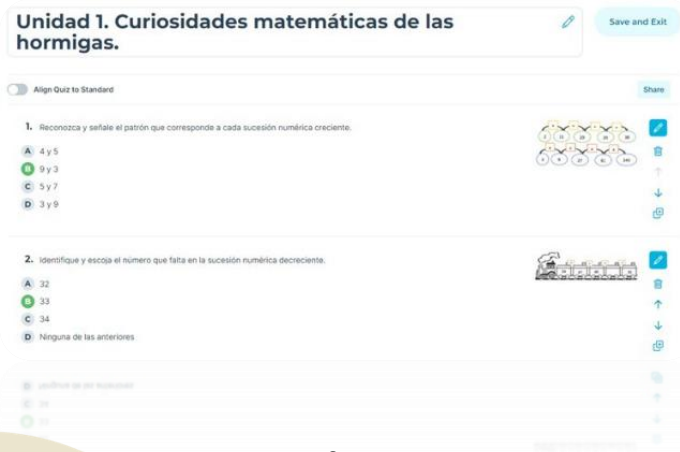 Unidad 1. Curiosidades matemáticas de las
hormigas.
Save and Exit
Align Quiz to Standard
Share
1. Reconozca y señale el patrón que corresponde a cada sucesión numérica creciente.
A 4 y 5
B 9 y 3
C 5 y 7
D 3 y 9
2. Identifique y escoja el número que falta en la sucesión numérica decreciente.
A 32
B 33
C 34
D Ninguna de las anteriores